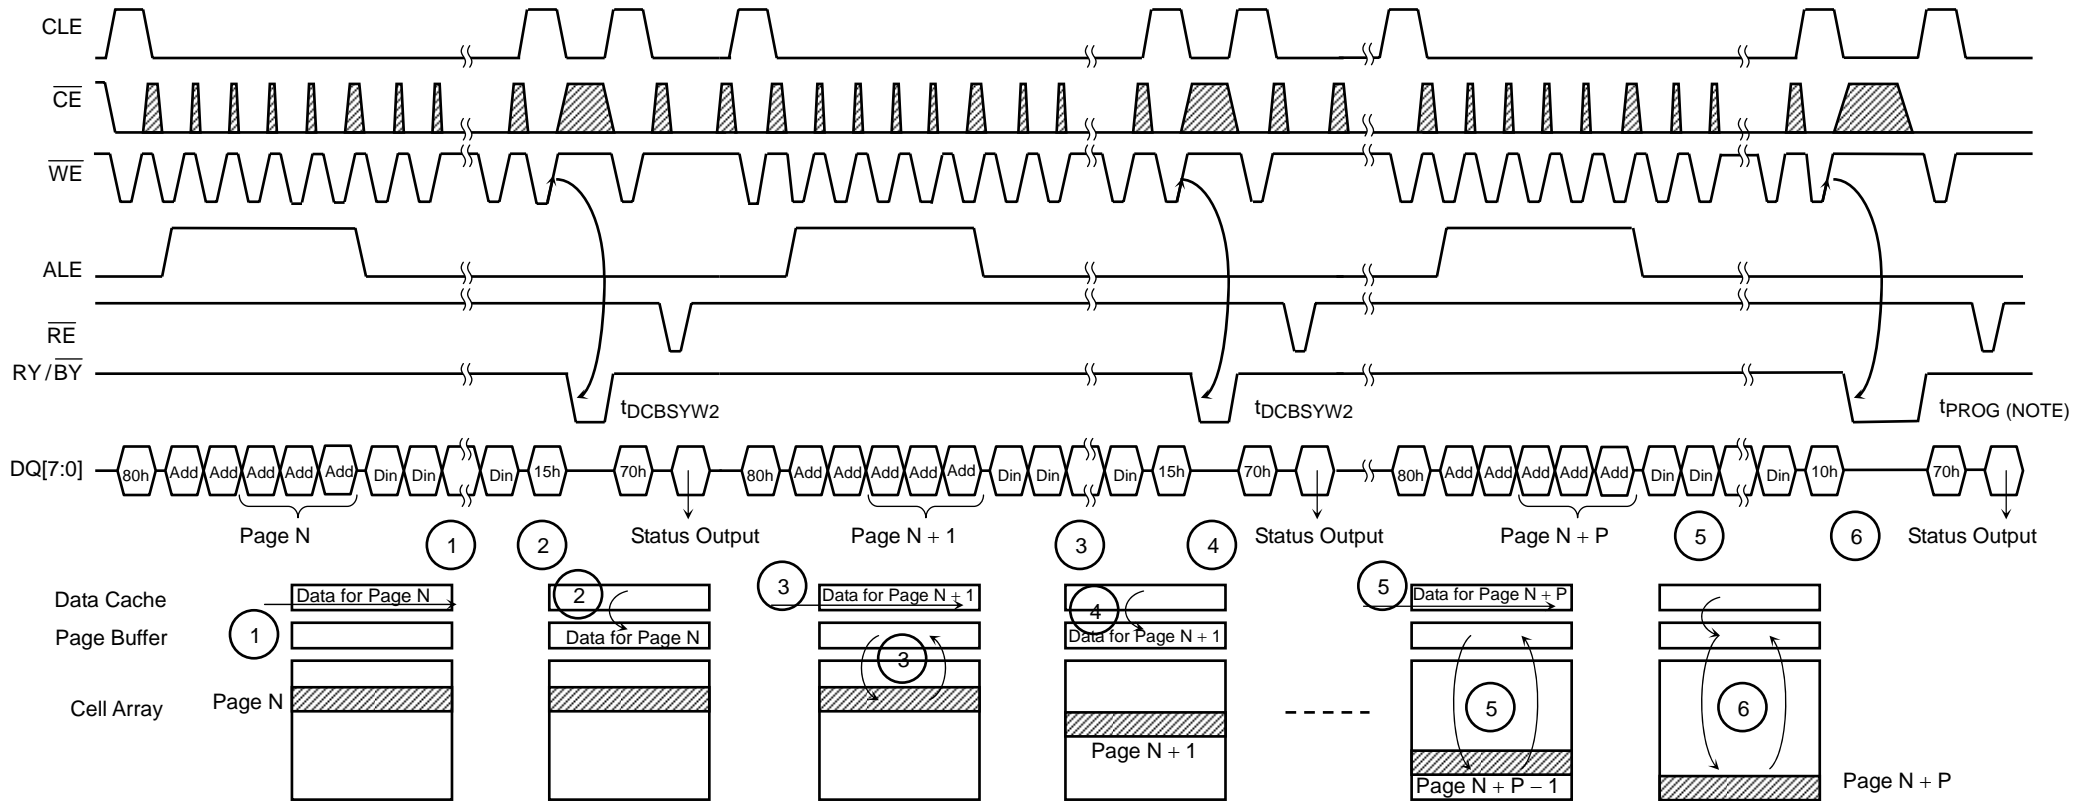 CLE
CE
WE
ALE
RE
RY/BY
tDCBSYW2
tDCBSYW2
tPROG (NOTE)
DQ[7:0]
80h Add Add Add Add Add Din Din Din 15h 70h 80h Add Add Add Add Add Din Din Din 15h 70h 80h Add Add Add Add Add Din Din Din 10h 70h
Page N
Status Output
Page N + 1
Status Output
Page N + P
Status Output
1 2 3 4 5 6
Data Cache
Page Buffer
Cell Array
1
Data for Page N
Page N
2
Data for Page N
3
Data for Page N + 1
3
4
Data for Page N + 1
Page N + 1
5
Data for Page N + P
5
Page N + P − 1
6
Page N + P